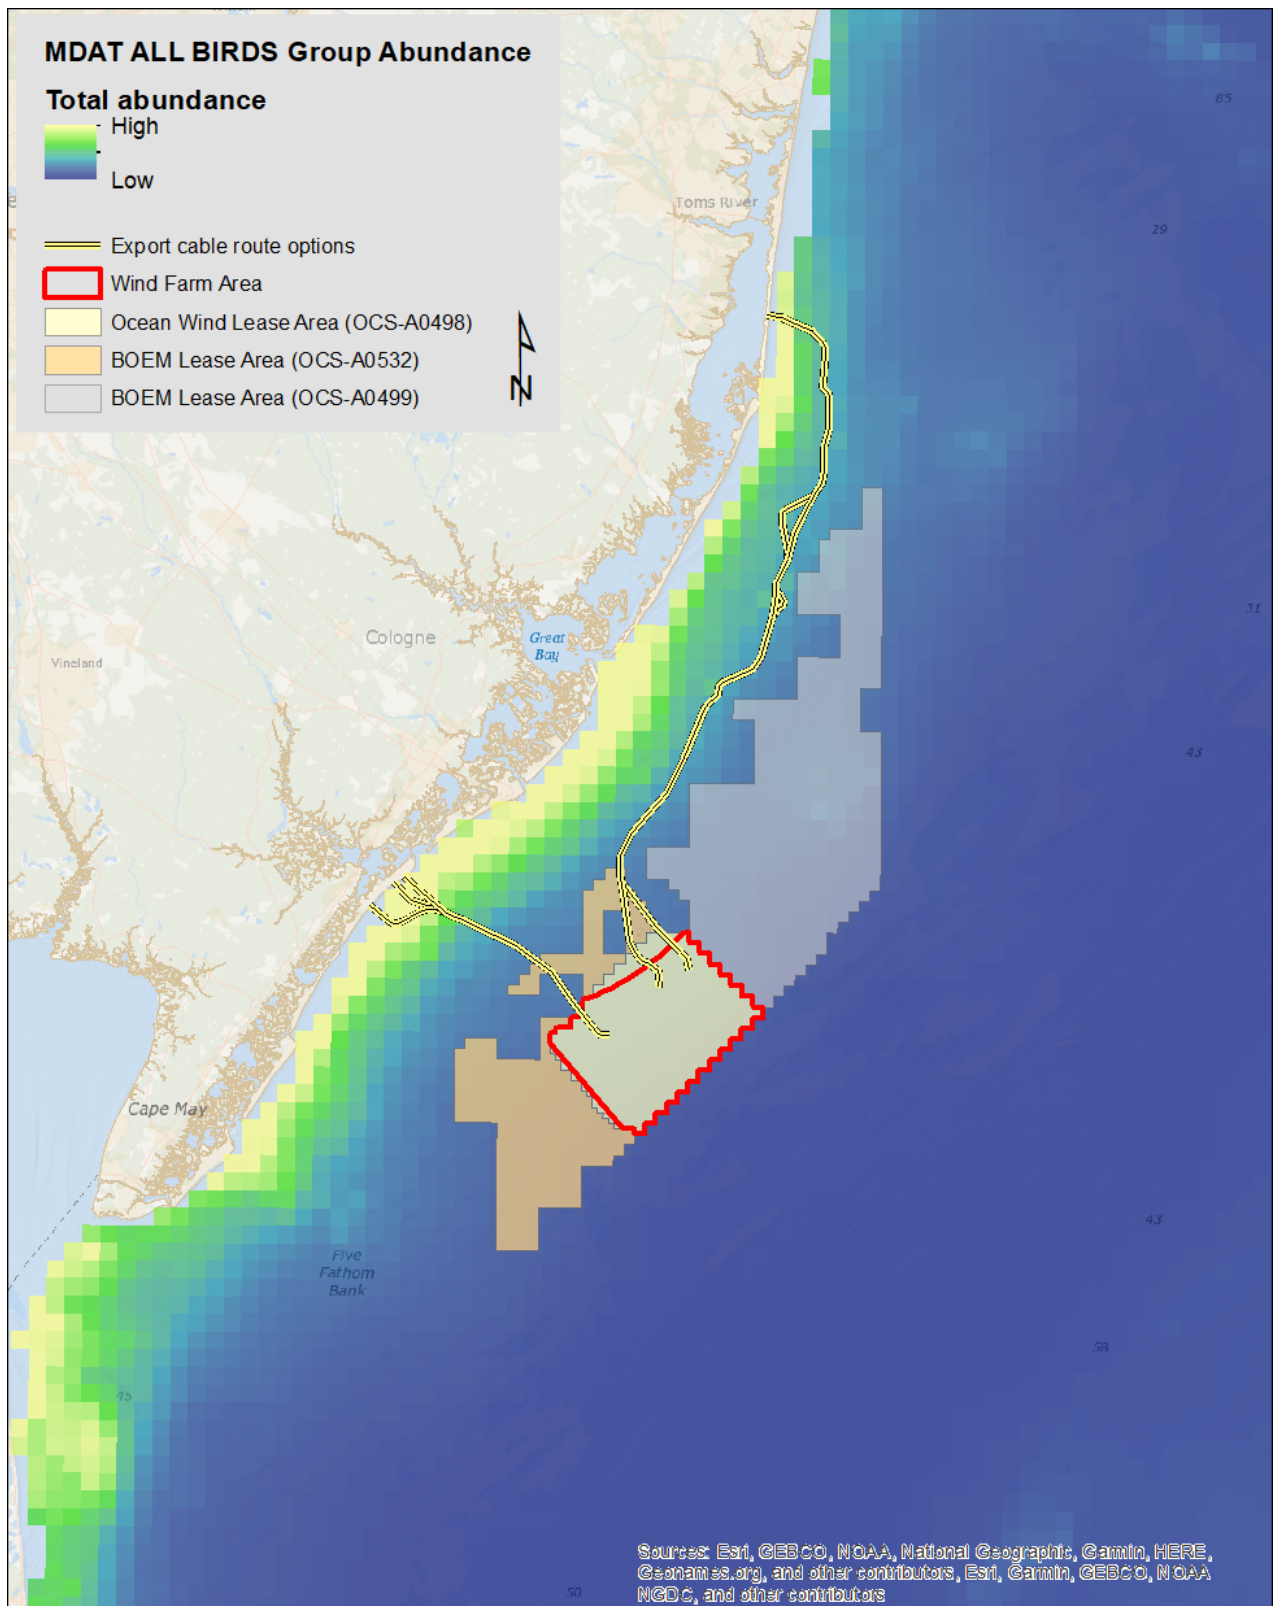 MDAT ALL BIRDS Group Abundance
Total abundance
High
Low
Export cable route options
Wind Farm Area
Ocean Wind Lease Area (OCS-A0498)
BOEM Lease Area (OCS-A0532)
BOEM Lease Area (OCS-A0499)
N
85
Toms River
29
31
Cologne
Great
Bay
Vineland
43
Cape May
43
Five
Fathom
Bank
58
45
Sources: Esri, GEBCO, NOAA, National Geographic, Garmin, HERE,
Geonames.org, and other contributors, Esri, Garmin, GEBCO, NOAA
NGDC, and other contributors
50